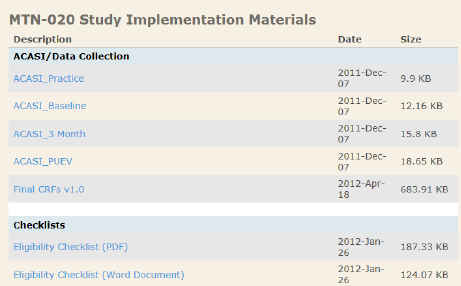 MTN-020 Study Implementation Materials
Description Date Size
ACASI/Data Collection
ACASI_Practice 2011-Dec-07 9.9 KB
ACASI_Baseline 2011-Dec-07 12.16 KB
ACASI_3 Month 2011-Dec-07 15.8 KB
ACASI_PUEV 2011-Dec-07 18.65 KB
Final CRFs v1.0 2012-Apr-18 683.91 KB
Checklists
Eligibility Checklist (PDF) 2012-Jan-26 187.33 KB
Eligibility Checklist (Word Document) 2012-Jan-26 124.07 KB